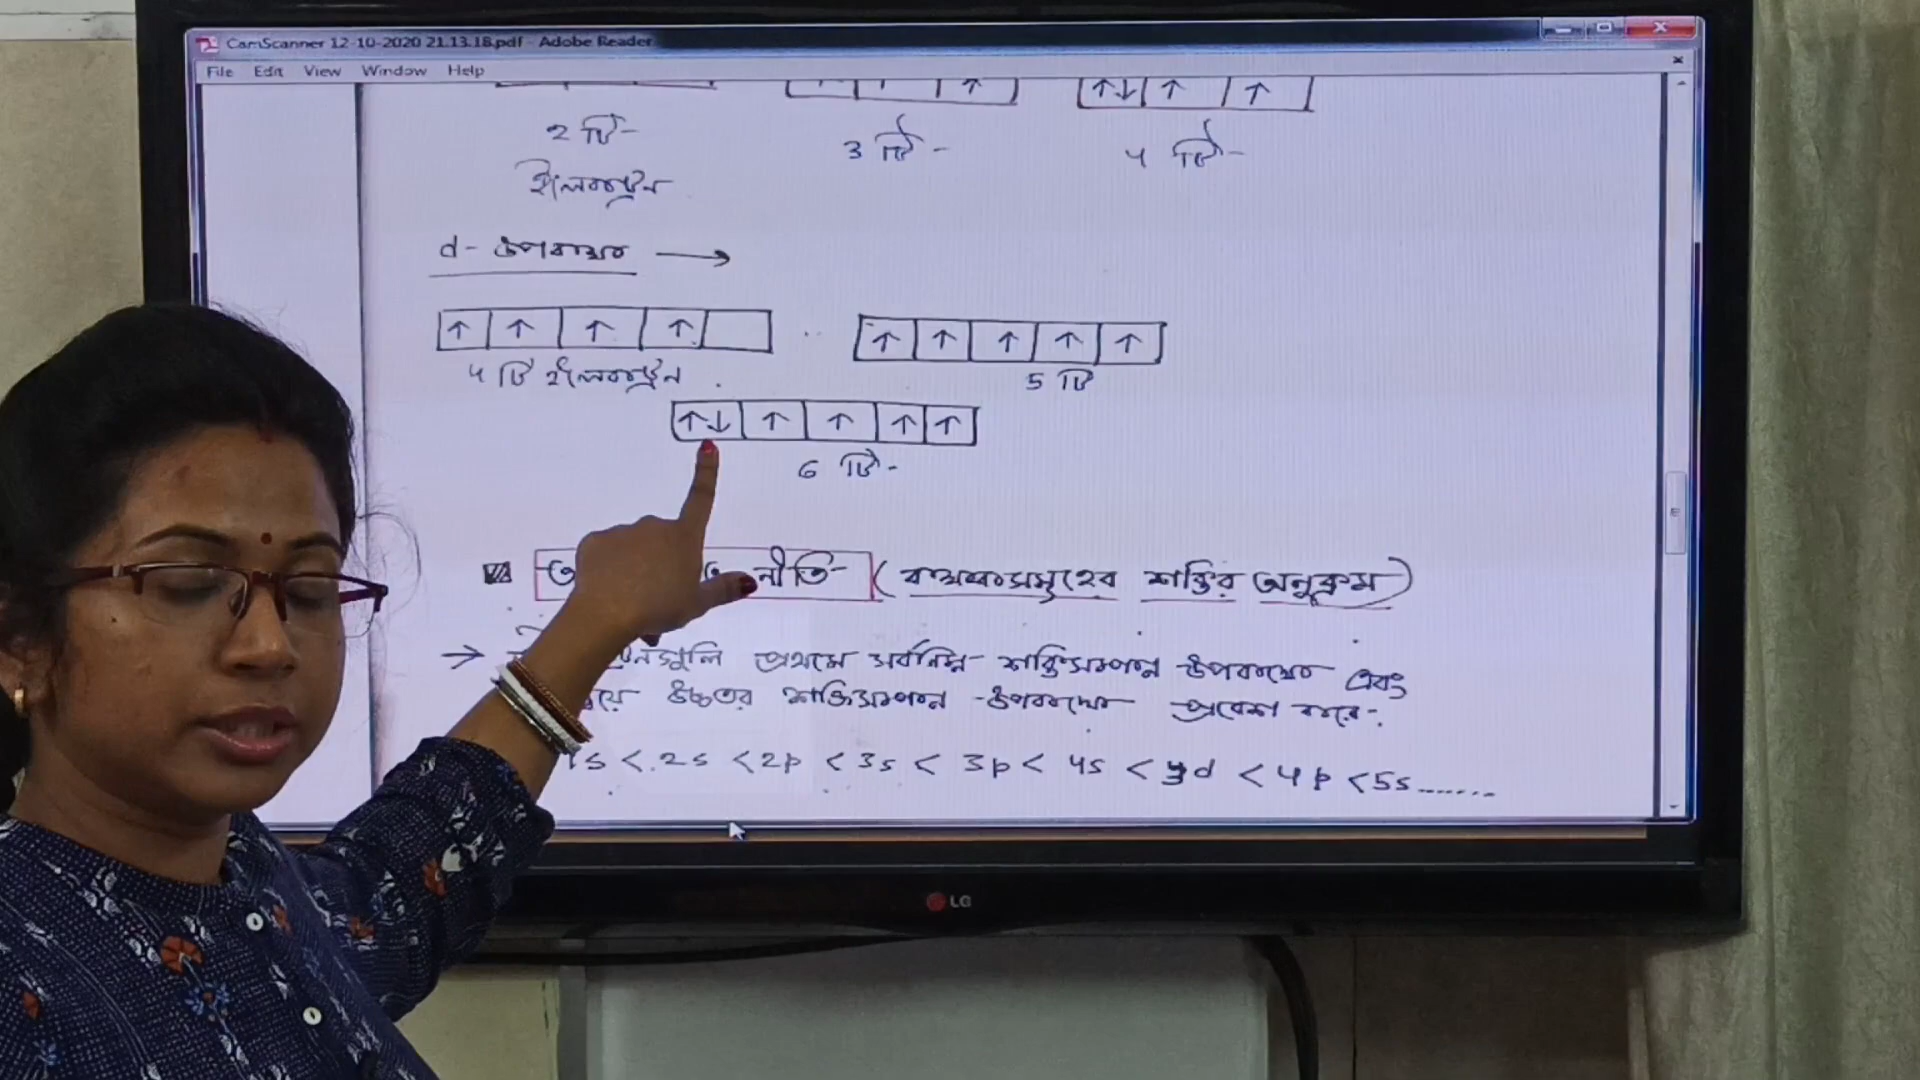 CamScanner 12-10-2020 21.13.18.pdf - Adobe Reader
File Edit View Window Help
↑
↑↓ ↑ ↑
2 টি-
3 টি -
4 টি-
ইলেকট্রন
d- উপকক্ষ →
↑ ↑ ↑ ↑
↑ ↑ ↑ ↑ ↑
4 টি ইলেকট্রন
5 টি
↑↓ ↑ ↑ ↑ ↑
6 টি-
নীতি (কক্ষকসমূহের শক্তির অনুক্রম)
→ প্রথমে সর্বনিম্ন শক্তিসম্পন্ন উপকক্ষে এবং
উচ্চতর শক্তিসম্পন্ন উপকক্ষে প্রবেশ করে-.
1s < 2s < 2p < 3s < 3p < 4s < 3d < 4p < 5s.......
LG